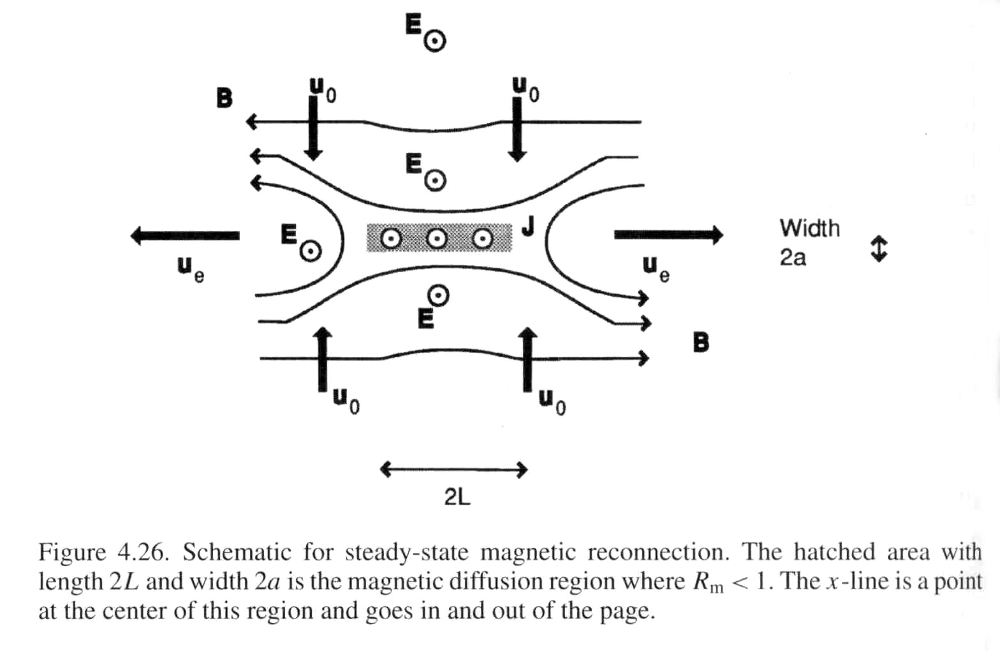 E
u0
u0
B
E
J
E
Width
2a
ue
ue
E
B
u0
u0
2L
Figure 4.26. Schematic for steady-state magnetic reconnection. The hatched area with
length 2L and width 2a is the magnetic diffusion region where Rm < 1. The x-line is a point
at the center of this region and goes in and out of the page.